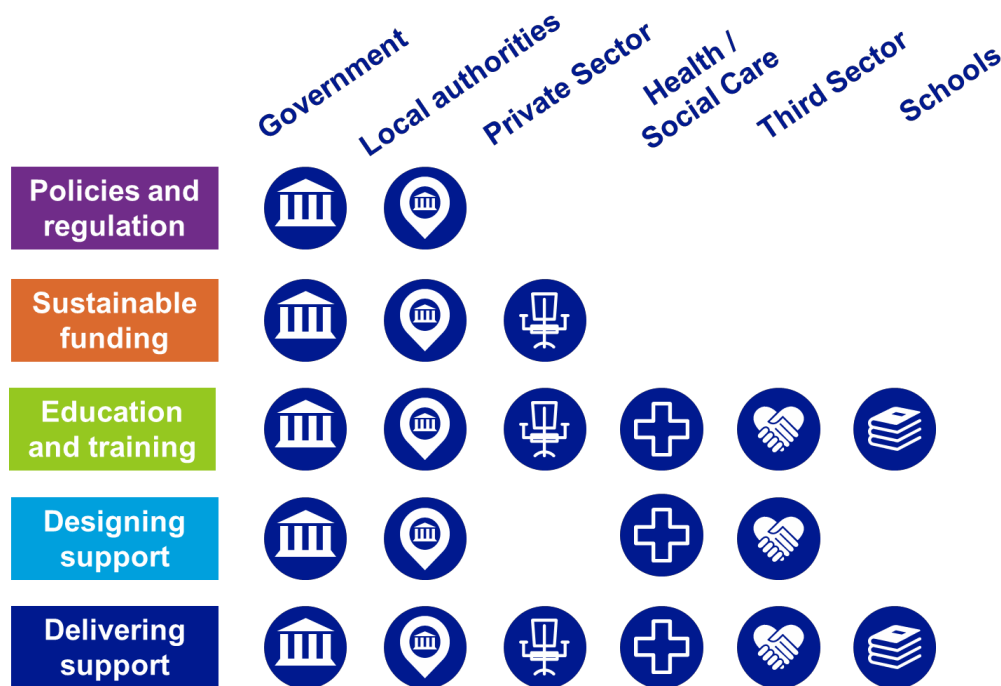 Government
Local authorities
Private Sector
Health /
Social Care
Third Sector
Schools
Policies and
regulation
Sustainable
funding
Education
and training
Designing
support
Delivering
support